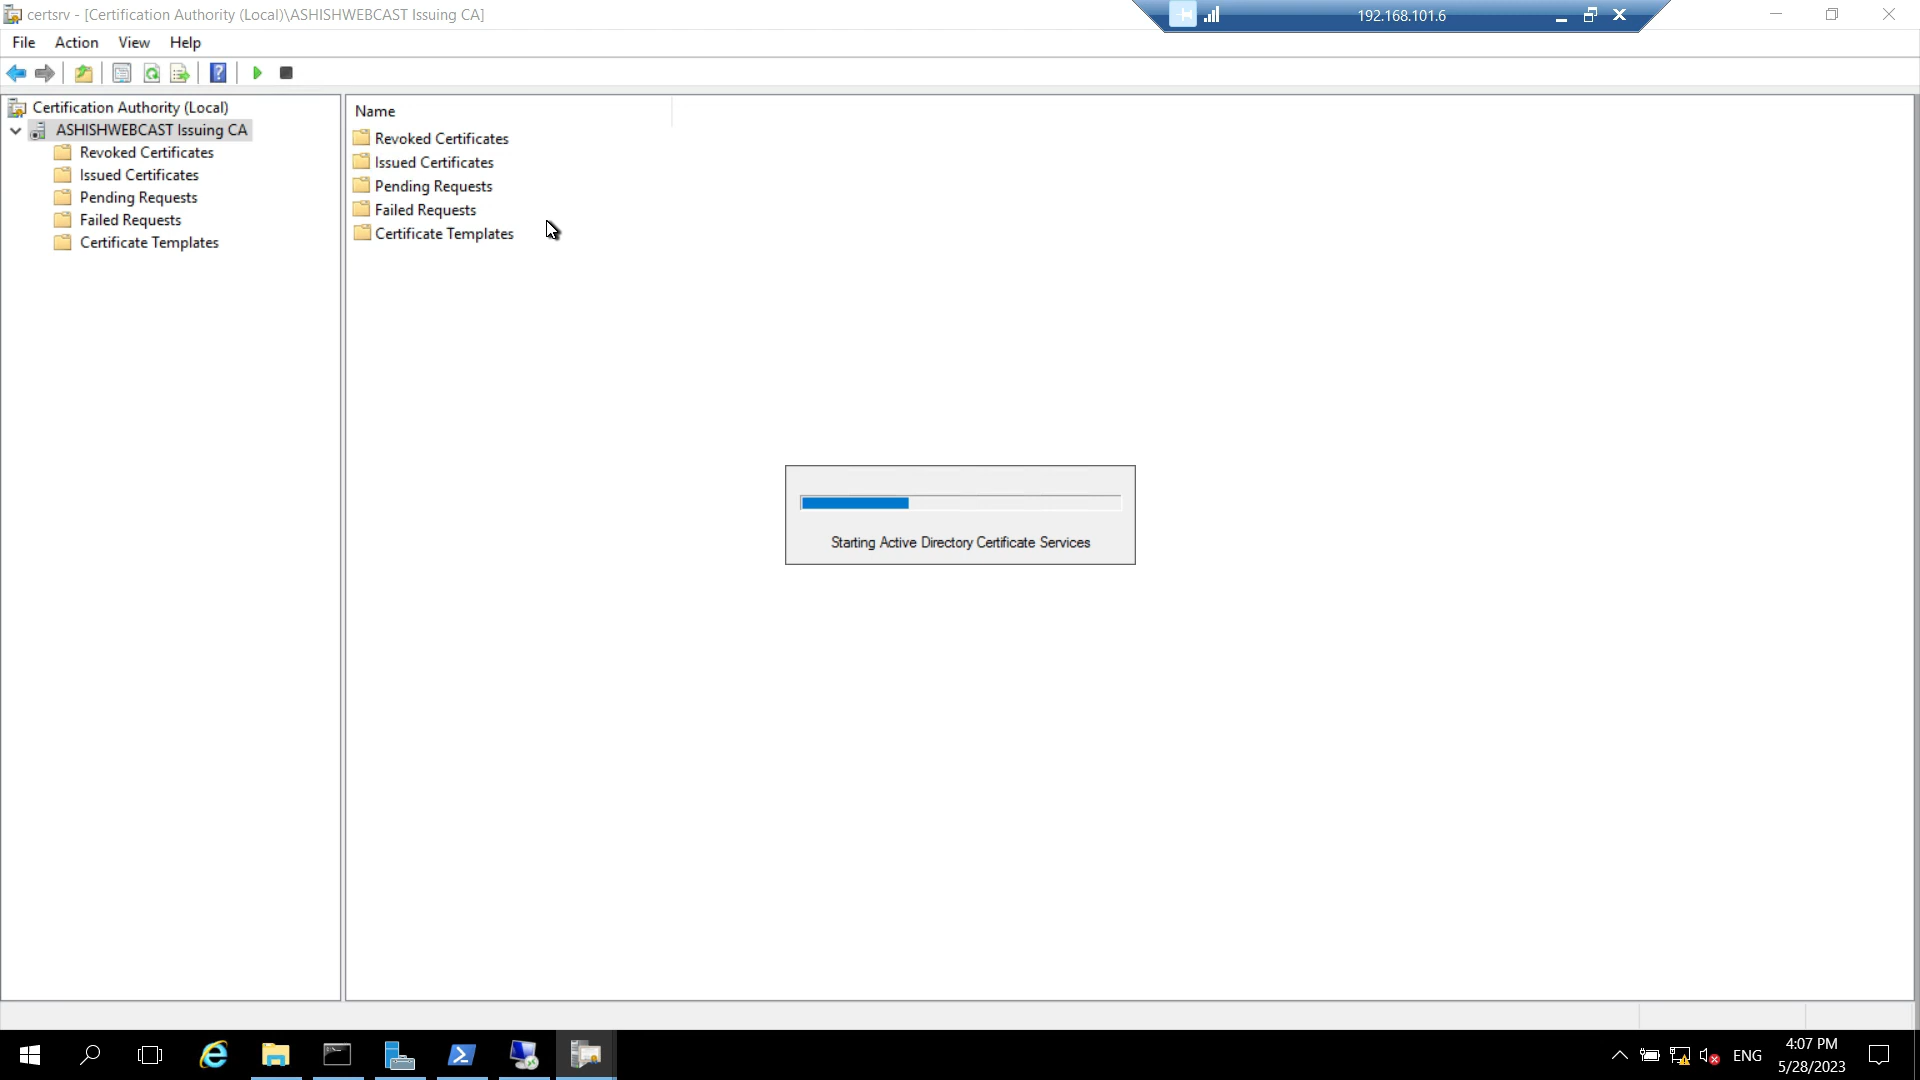 certsrv - [Certification Authority (Local)\ASHISHWEBCAST Issuing CA]
192.168.101.6
File Action View Help
Certification Authority (Local)
ASHISHWEBCAST Issuing CA
Revoked Certificates
Issued Certificates
Pending Requests
Failed Requests
Certificate Templates
Name
Revoked Certificates
Issued Certificates
Pending Requests
Failed Requests
Certificate Templates
Starting Active Directory Certificate Services
ENG
4:07 PM
5/28/2023